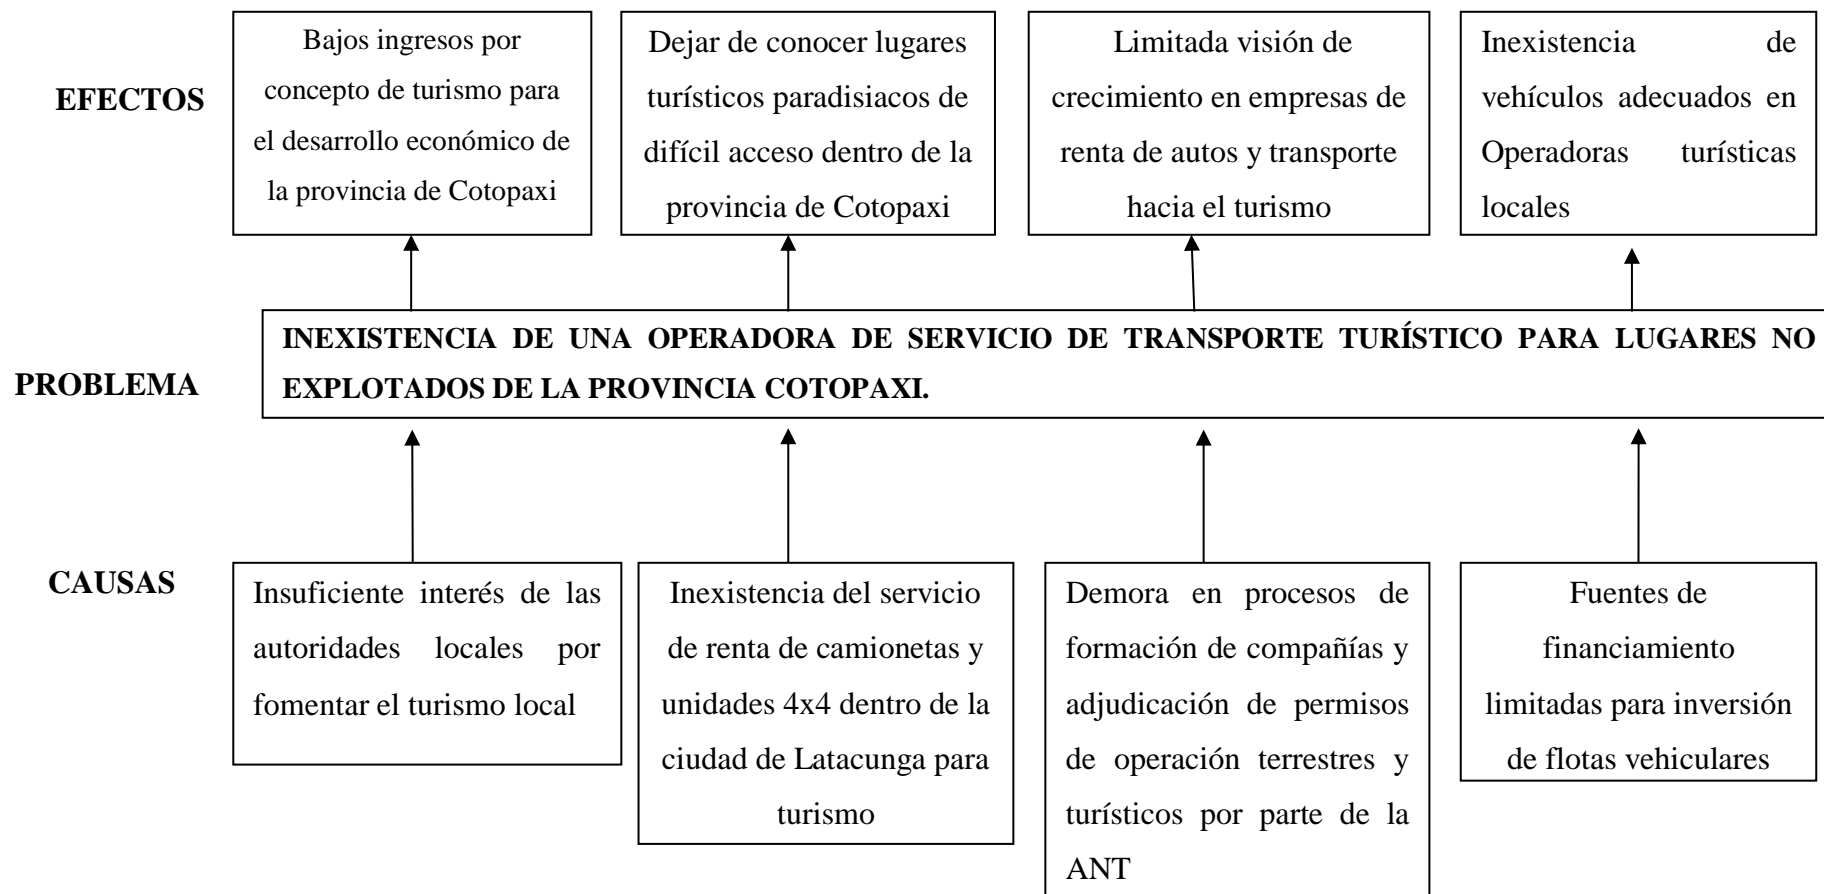 EFECTOS
Bajos ingresos por
concepto de turismo para
el desarrollo económico de
la provincia de Cotopaxi
Dejar de conocer lugares
turísticos paradisiacos de
difícil acceso dentro de la
provincia de Cotopaxi
Limitada visión de
crecimiento en empresas de
renta de autos y transporte
hacia el turismo
Inexistencia de
vehículos adecuados en
Operadoras turísticas
locales
PROBLEMA
INEXISTENCIA DE UNA OPERADORA DE SERVICIO DE TRANSPORTE TURÍSTICO PARA LUGARES NO
EXPLOTADOS DE LA PROVINCIA COTOPAXI.
CAUSAS
Insuficiente interés de las
autoridades locales por
fomentar el turismo local
Inexistencia del servicio
de renta de camionetas y
unidades 4x4 dentro de la
ciudad de Latacunga para
turismo
Demora en procesos de
formación de compañías y
adjudicación de permisos
de operación terrestres y
turísticos por parte de la
ANT
Fuentes de
financiamiento
limitadas para inversión
de flotas vehiculares